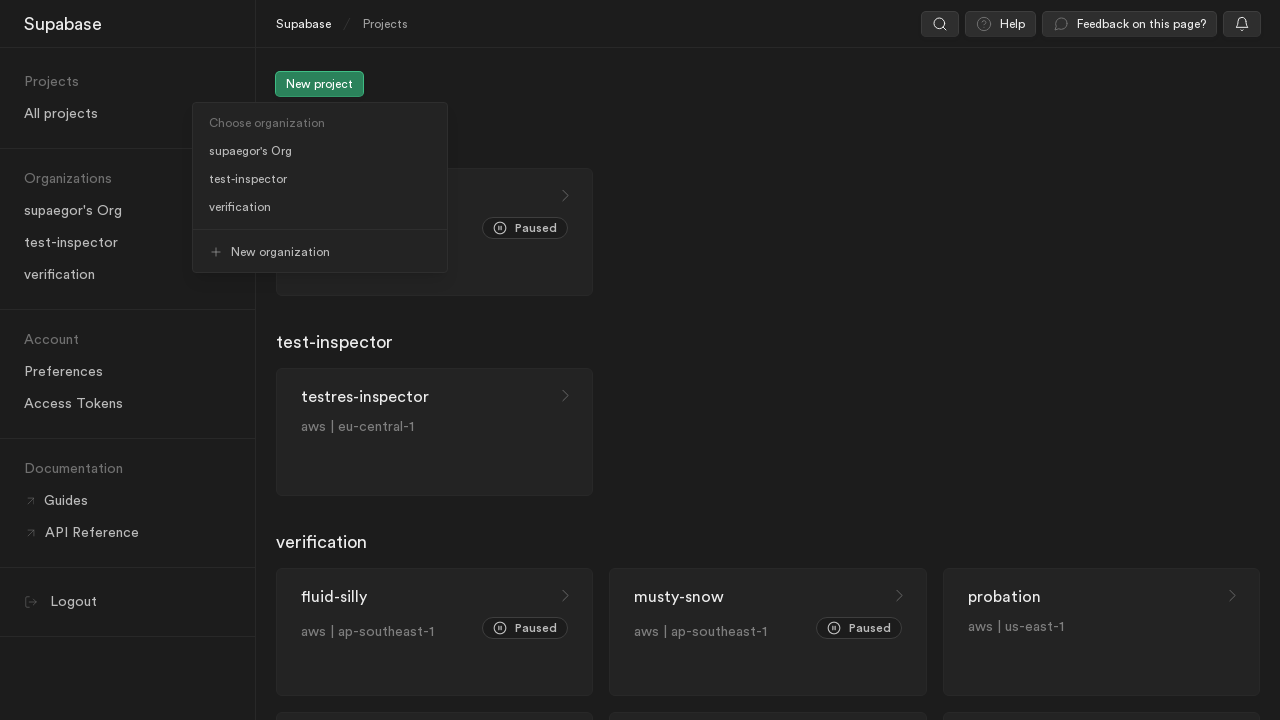 Supabase
Supabase / Projects
Help
Feedback on this page?
Projects
All projects
Organizations
supaegor's Org
test-inspector
verification
Account
Preferences
Access Tokens
Documentation
Guides
API Reference
Logout
New project
Choose organization
supaegor's Org
test-inspector
verification
New organization
Paused
test-inspector
testres-inspector
aws | eu-central-1
verification
fluid-silly
aws | ap-southeast-1
Paused
musty-snow
aws | ap-southeast-1
Paused
probation
aws | us-east-1